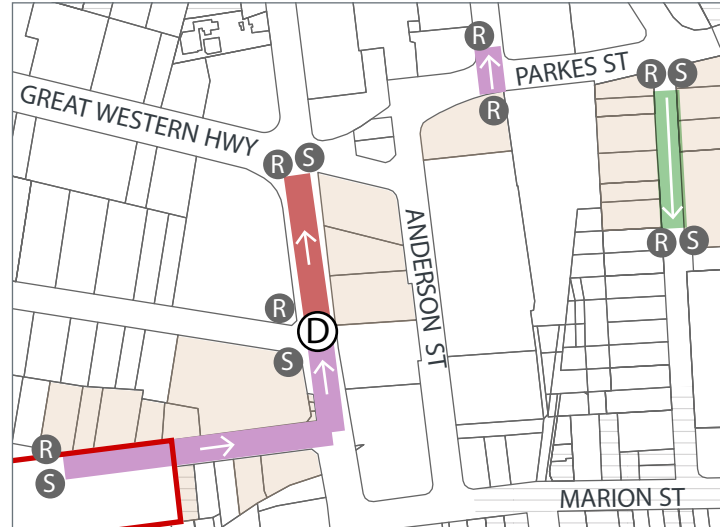 R
PARKES ST
R S
GREAT WESTERN HWY
R
R S
ANDERSON ST
R S
R
D
S
R
S
MARION ST